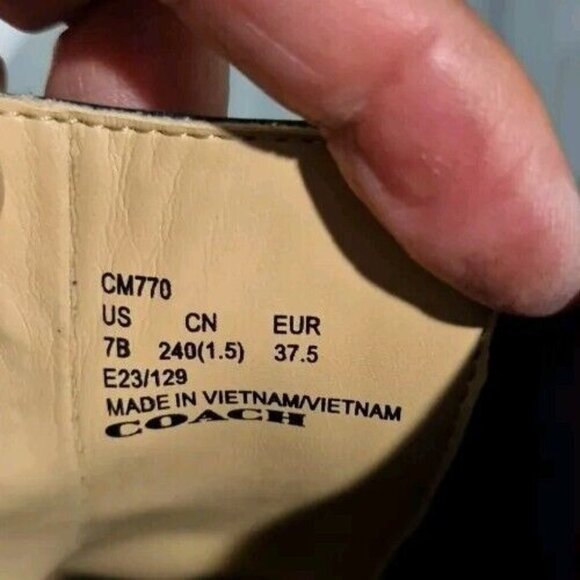 CM770
US CN EUR
7B 240(1.5) 37.5
E23/129
MADE IN VIETNAM/VIETNAM
COACH